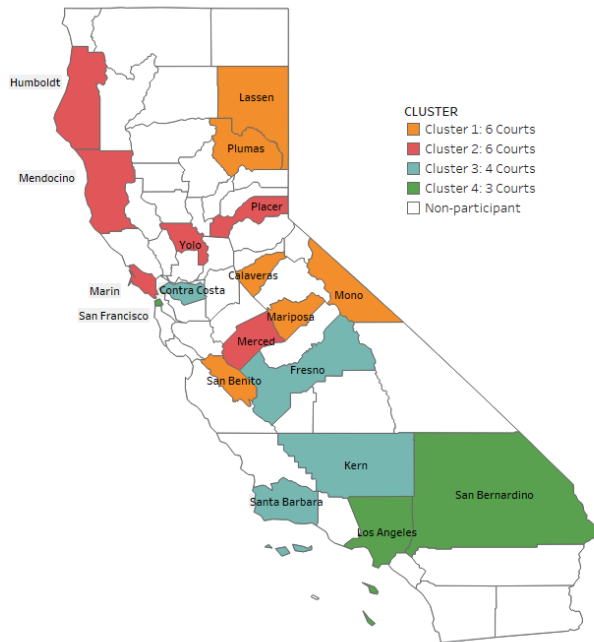 Humboldt
Lassen
CLUSTER
Cluster 1: 6 Courts
Cluster 2: 6 Courts
Cluster 3: 4 Courts
Cluster 4: 3 Courts
Non-participant
Plumas
Mendocino
Placer
Yolo
Calaveras
Marin
Contra Costa
Mono
San Francisco
Mariposa
Merced
Fresno
San Benito
Kern
San Bernardino
Santa Barbara
Los Angeles